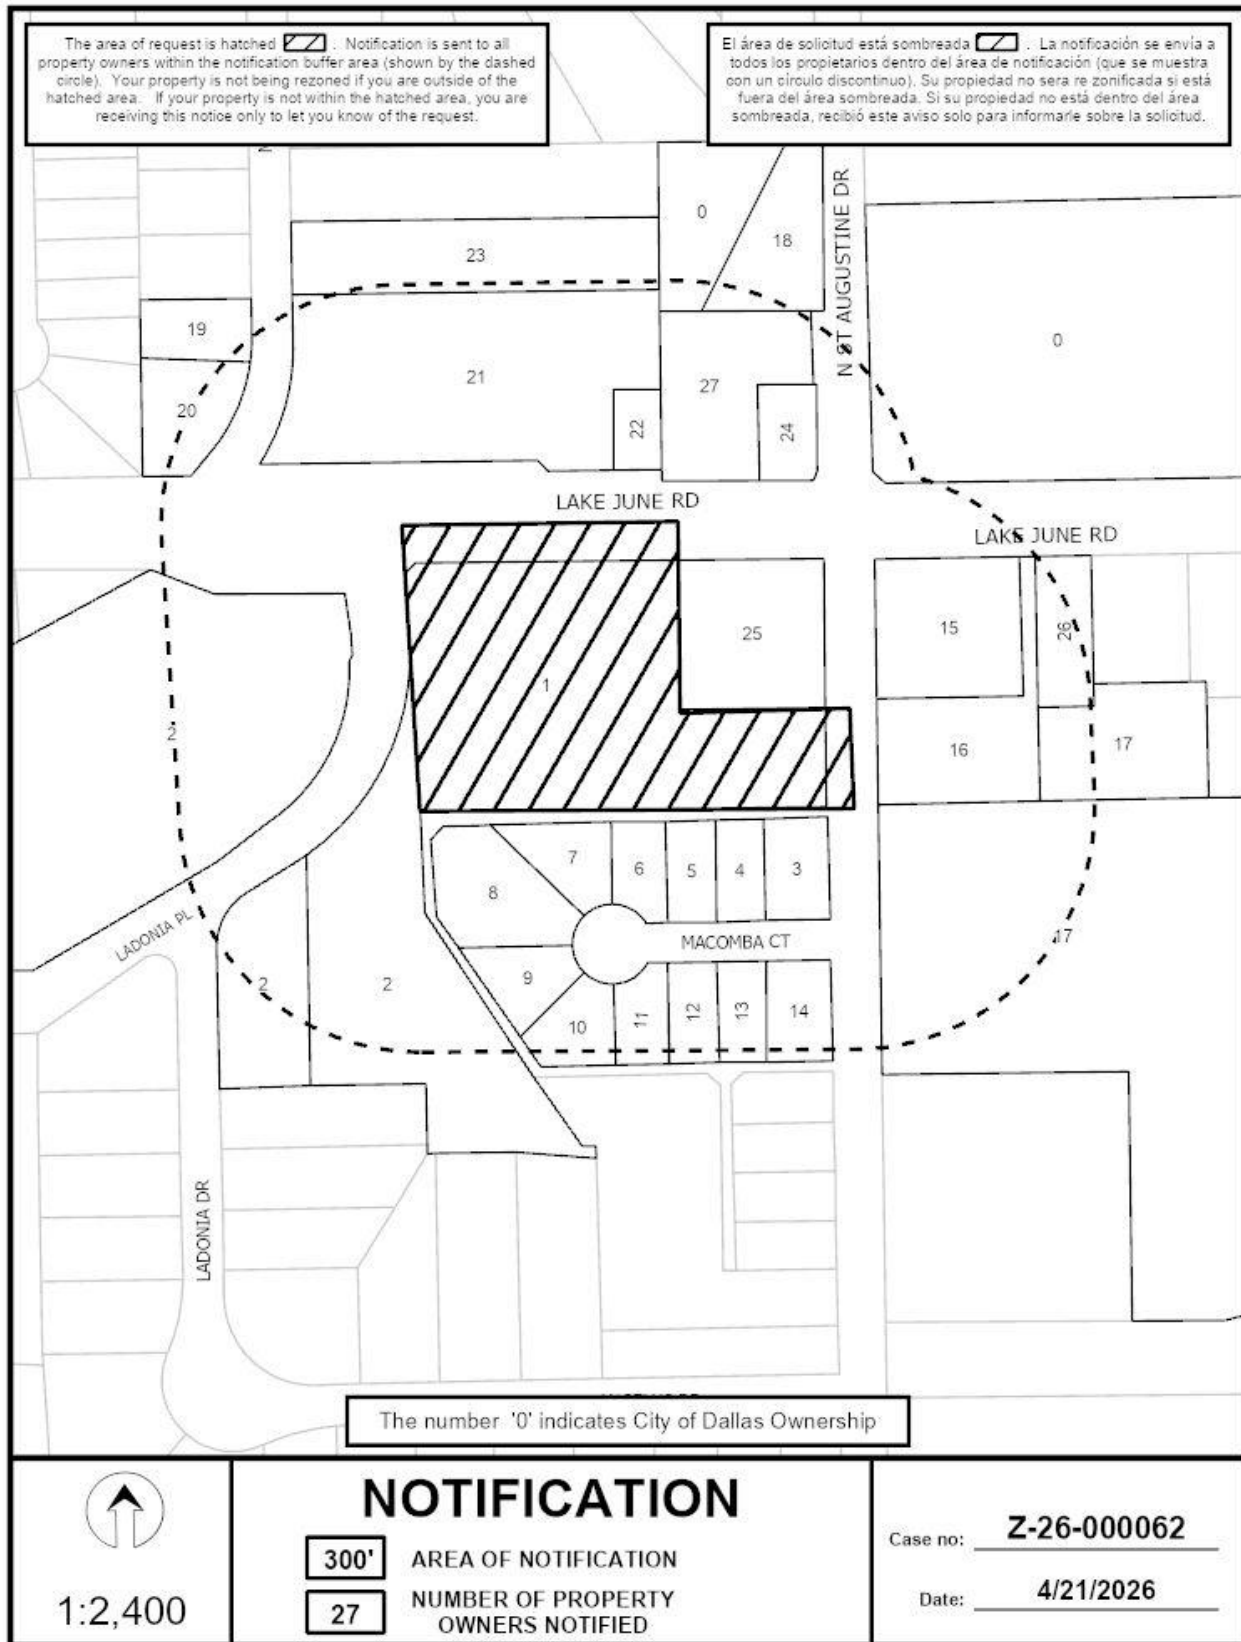 The area of request is hatched . Notification is sent to all
property owners within the notification buffer area (shown by the dashed
circle). Your property is not being rezoned if you are outside of the
hatched area. If your property is not within the hatched area, you are
receiving this notice only to let you know of the request.
El área de solicitud está sombreada . La notificación se envía a
todos los propietarios dentro del área de notificación (que se muestra
con un círculo discontinuo). Su propiedad no sera re zonificada si está
fuera del área sombreada. Si su propiedad no está dentro del área
sombreada, recibió este aviso solo para informarle sobre la solicitud.
0
18
N ST AUGUSTINE DR
23
19
0
21
27
20
22
24
LAKE JUNE RD
LAKE JUNE RD
25
15
26
1
2
16
17
7
6
5
4
3
8
LADONIA PL
MACOMBA CT
17
9
2
2
10
11
12
13
14
LADONIA DR
The number '0' indicates City of Dallas Ownership
1:2,400
NOTIFICATION
300' AREA OF NOTIFICATION
27 NUMBER OF PROPERTY
OWNERS NOTIFIED
Case no: Z-26-000062
Date: 4/21/2026